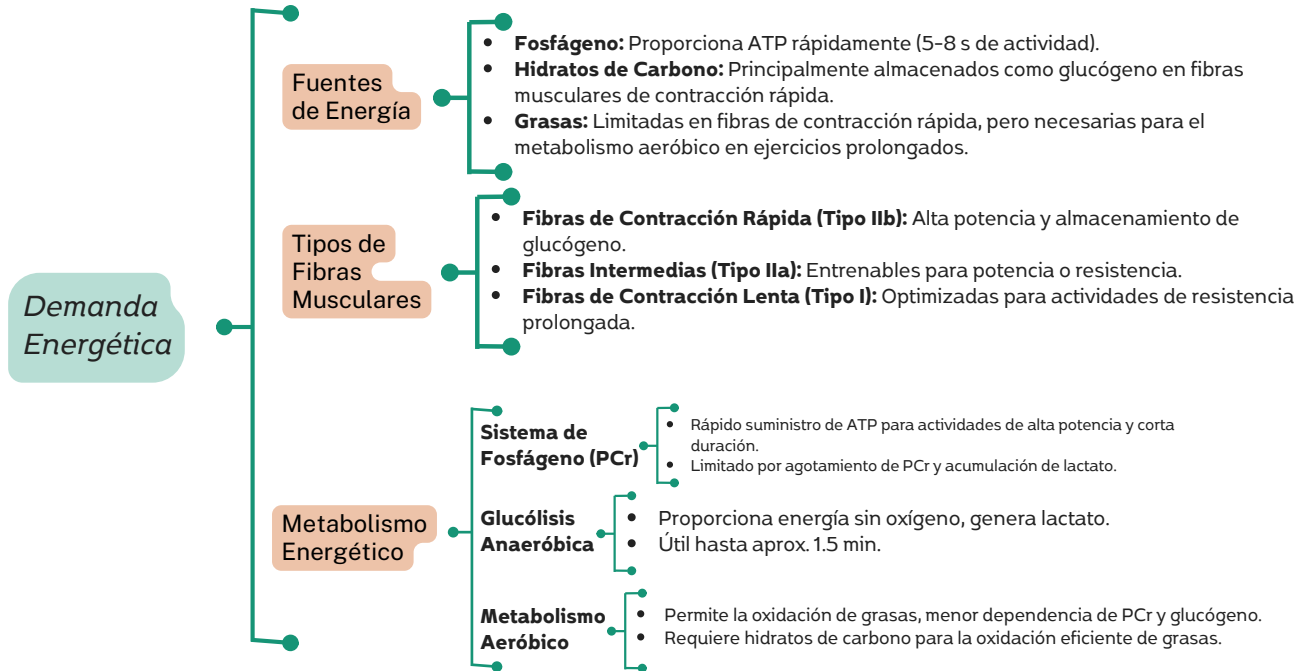 Demanda
Energética
Fuentes
de Energía
• Fosfágeno: Proporciona ATP rápidamente (5-8 s de actividad).
• Hidratos de Carbono: Principalmente almacenados como glucógeno en fibras
musculares de contracción rápida.
• Grasas: Limitadas en fibras de contracción rápida, pero necesarias para el
metabolismo aeróbico en ejercicios prolongados.
Tipos de
Fibras
Musculares
• Fibras de Contracción Rápida (Tipo IIb): Alta potencia y almacenamiento de
glucógeno.
• Fibras Intermedias (Tipo IIa): Entrenables para potencia o resistencia.
• Fibras de Contracción Lenta (Tipo I): Optimizadas para actividades de resistencia
prolongada.
Metabolismo
Energético
Sistema de
Fosfágeno (PCr)
• Rápido suministro de ATP para actividades de alta potencia y corta
duración.
• Limitado por agotamiento de PCr y acumulación de lactato.
Glucólisis
Anaeróbica
• Proporciona energía sin oxígeno, genera lactato.
• Útil hasta aprox. 1.5 min.
Metabolismo
Aeróbico
• Permite la oxidación de grasas, menor dependencia de PCr y glucógeno.
• Requiere hidratos de carbono para la oxidación eficiente de grasas.